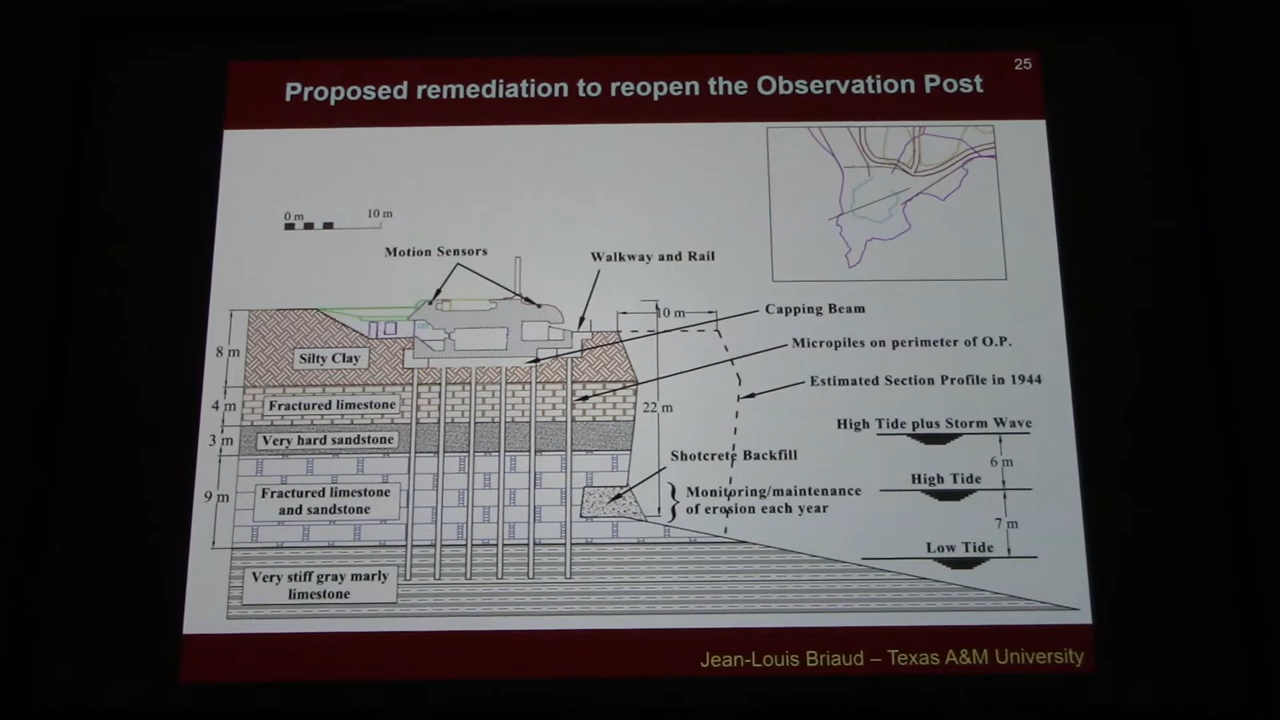 25
Proposed remediation to reopen the Observation Post
0 m
10 m
Motion Sensors
Walkway and Rail
10 m
Capping Beam
8 m
Silty Clay
Micropiles on perimeter of O.P.
Estimated Section Profile in 1944
4 m
Fractured limestone
22 m
High Tide plus Storm Wave
3 m
Very hard sandstone
Shotcrete Backfill
6 m
High Tide
9 m
Fractured limestone
and sandstone
Monitoring/maintenance
of erosion each year
7 m
Low Tide
Very stiff gray marly
limestone
Jean-Louis Briaud – Texas A&M University